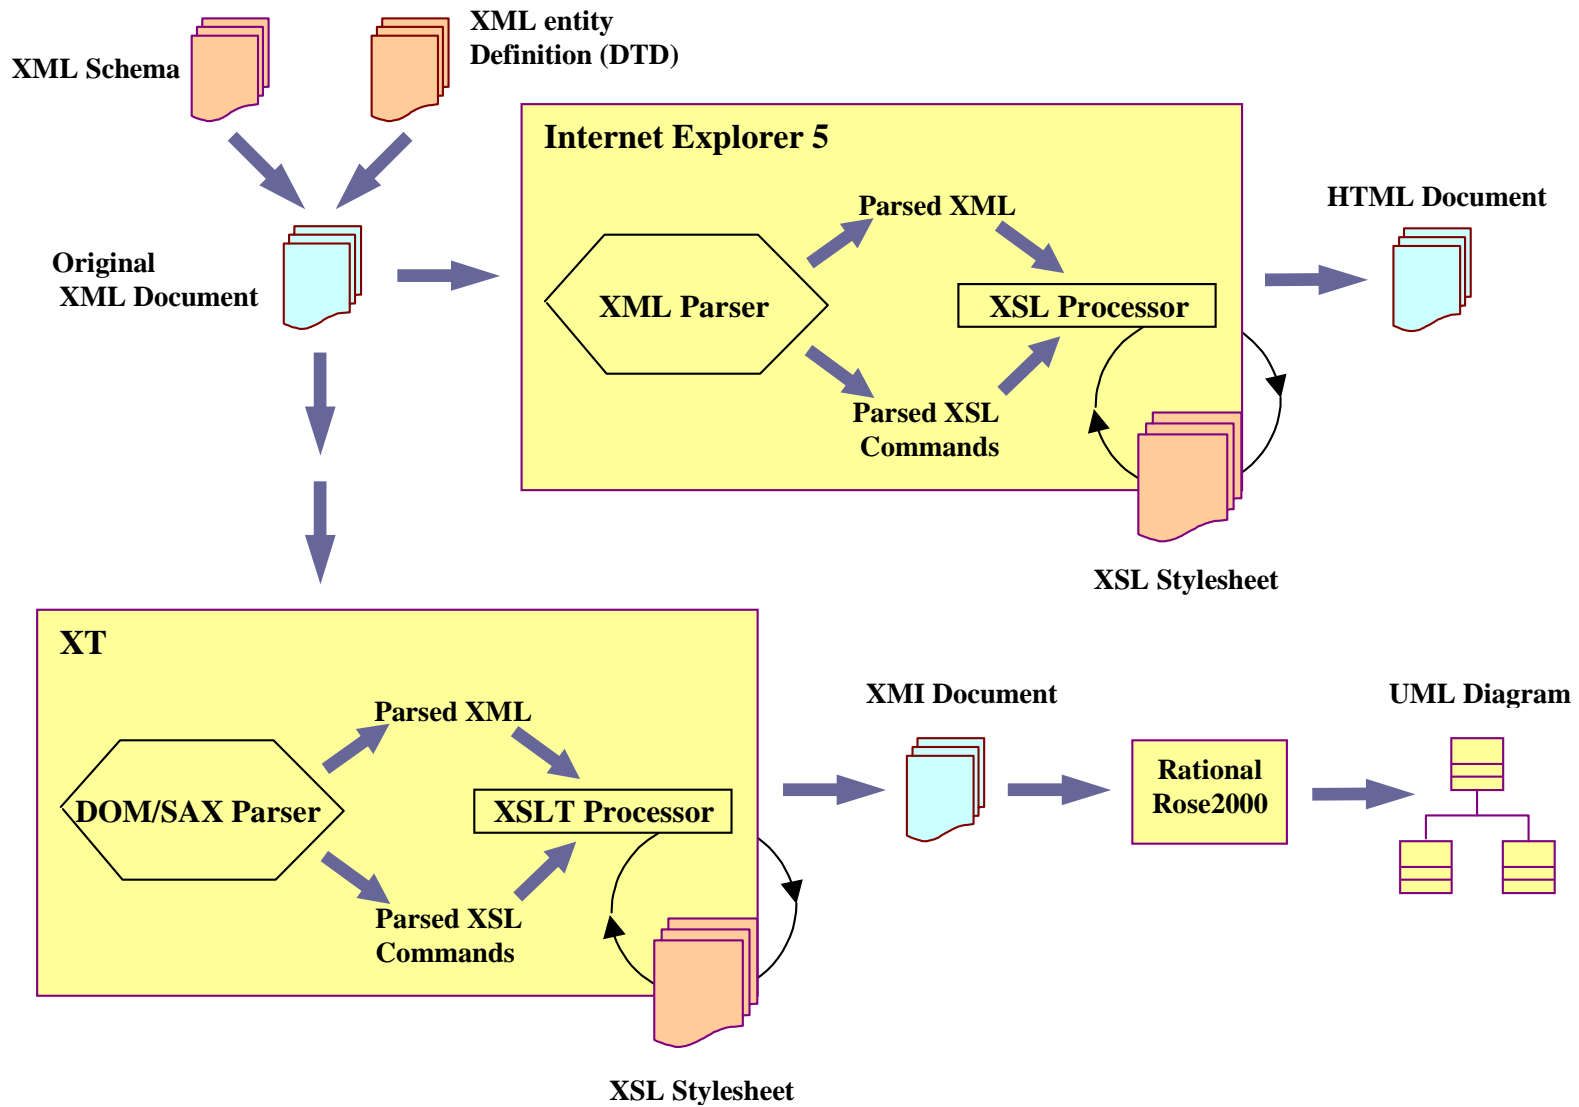 XML Schema
XML entity
Definition (DTD)
Internet Explorer 5
HTML Document
Parsed XML
Original
XML Document
XML Parser
XSL Processor
Parsed XSL
Commands
XSL Stylesheet
XT
Parsed XML
XMI Document
UML Diagram
DOM/SAX Parser
XSLT Processor
Rational
Rose2000
Parsed XSL
Commands
XSL Stylesheet